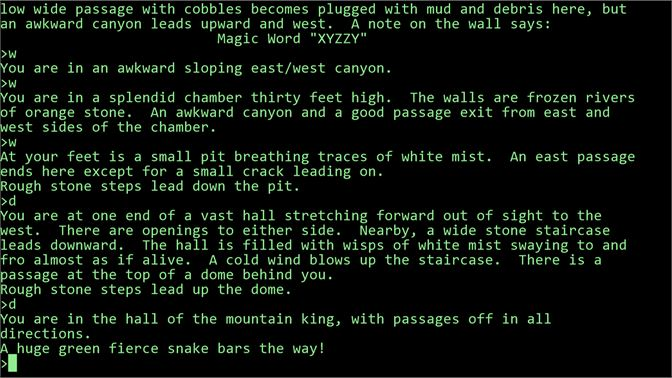 low wide passage with cobbles becomes plugged with mud and debris here, but
an awkward canyon leads upward and west.  A note on the wall says:
Magic Word "XYZZY"
>w
You are in an awkward sloping east/west canyon.
>w
You are in a splendid chamber thirty feet high.  The walls are frozen rivers
of orange stone.  An awkward canyon and a good passage exit from east and
west sides of the chamber.
>w
At your feet is a small pit breathing traces of white mist.  An east passage
ends here except for a small crack leading on.
Rough stone steps lead down the pit.
>d
You are at one end of a vast hall stretching forward out of sight to the
west.  There are openings to either side.  Nearby, a wide stone staircase
leads downward.  The hall is filled with wisps of white mist swaying to and
fro almost as if alive.  A cold wind blows up the staircase.  There is a
passage at the top of a dome behind you.
Rough stone steps lead up the dome.
>d
You are in the hall of the mountain king, with passages off in all
directions.
A huge green fierce snake bars the way!
>